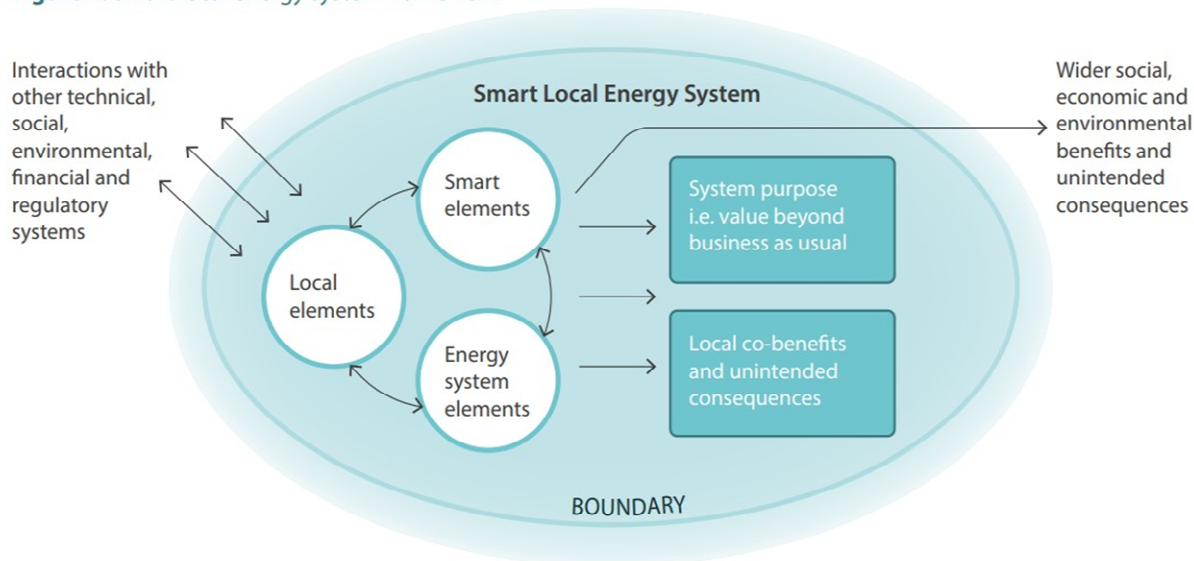 Interactions with
other technical,
social,
environmental,
financial and
regulatory
systems
Smart Local Energy System
Smart
elements
Local
elements
Energy
system
elements
System purpose
i.e. value beyond
business as usual
Local co-benefits
and unintended
consequences
BOUNDARY
Wider social,
economic and
environmental
benefits and
unintended
consequences